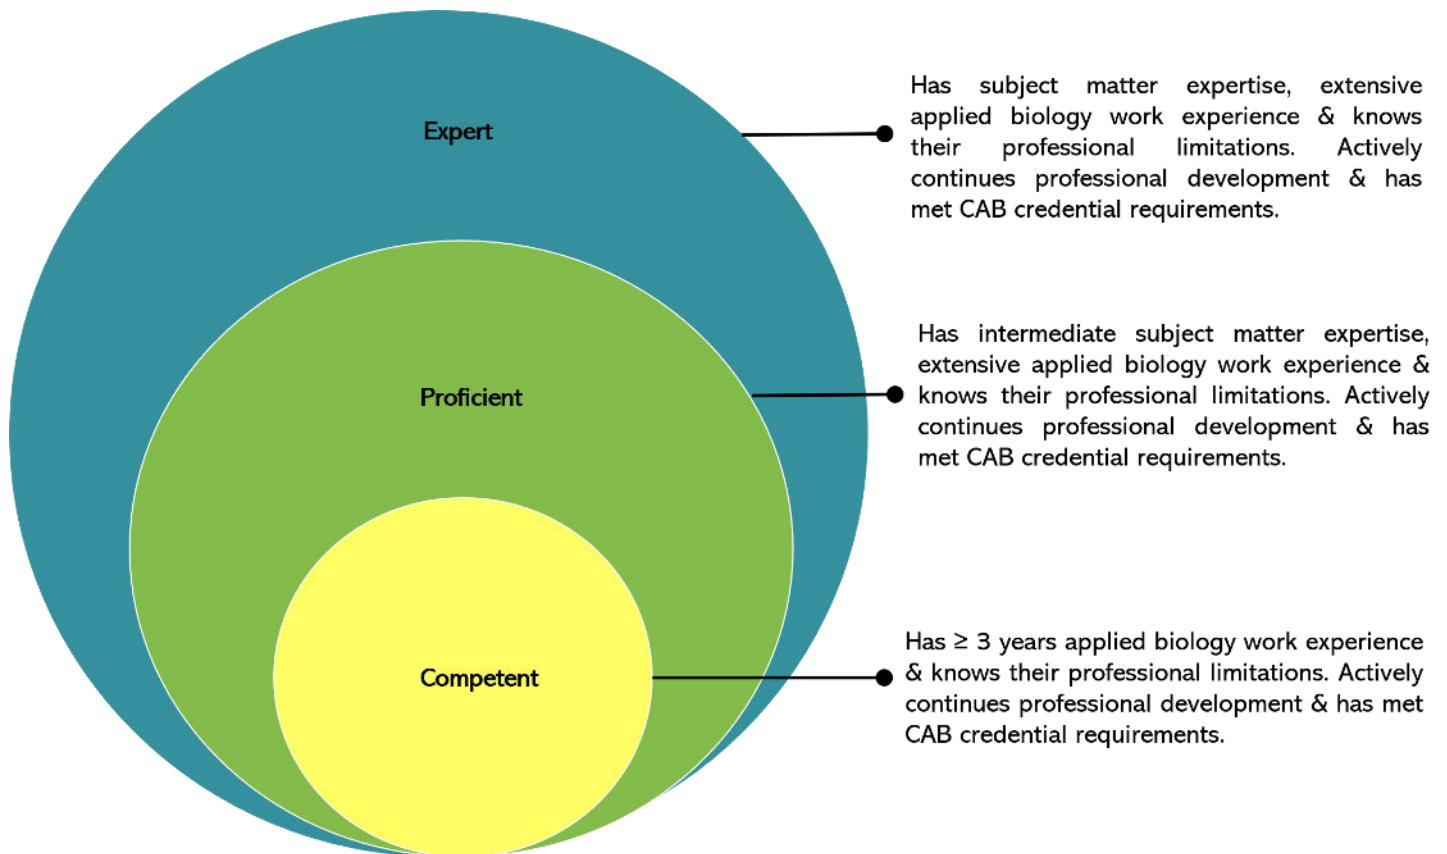 Expert
Has subject matter expertise, extensive
applied biology work experience & knows
their professional limitations. Actively
continues professional development & has
met CAB credential requirements.
Proficient
Has intermediate subject matter expertise,
extensive applied biology work experience &
knows their professional limitations. Actively
continues professional development & has
met CAB credential requirements.
Competent
Has ≥ 3 years applied biology work experience
& knows their professional limitations. Actively
continues professional development & has met
CAB credential requirements.